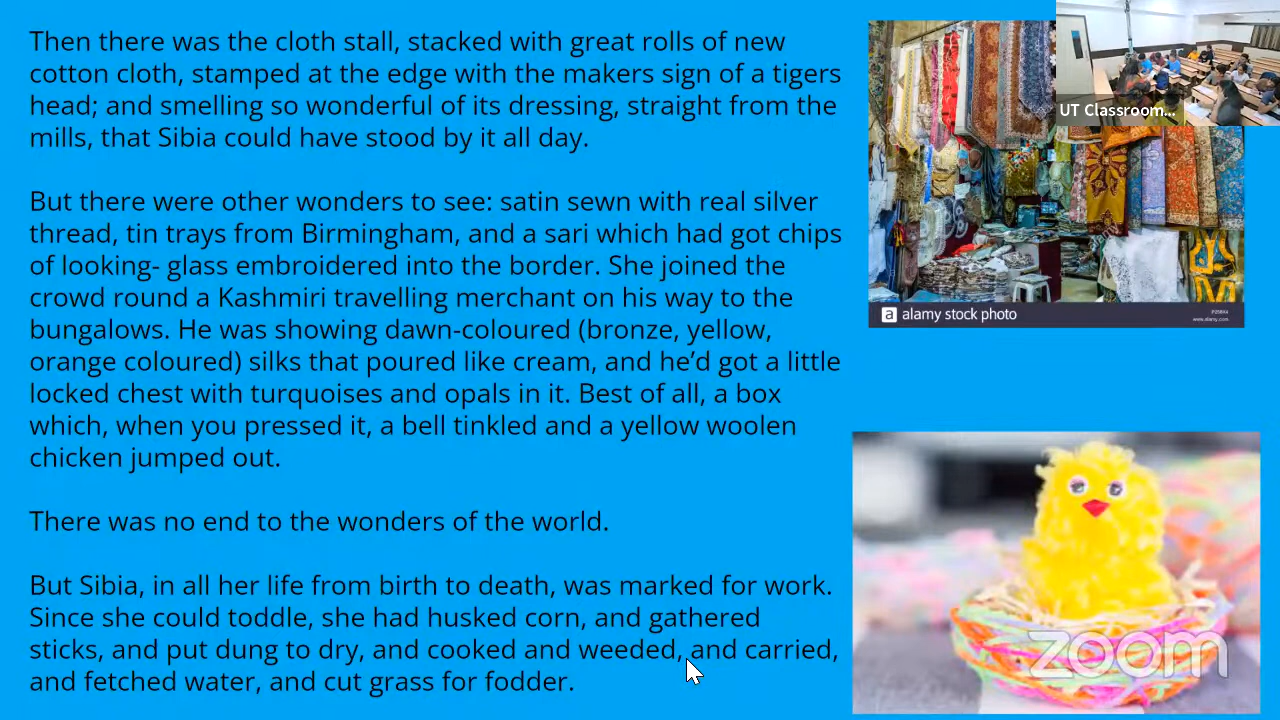 Then there was the cloth stall, stacked with great rolls of new
cotton cloth, stamped at the edge with the makers sign of a tigers
head; and smelling so wonderful of its dressing, straight from the
mills, that Sibia could have stood by it all day.
But there were other wonders to see: satin sewn with real silver
thread, tin trays from Birmingham, and a sari which had got chips
of looking- glass embroidered into the border. She joined the
crowd round a Kashmiri travelling merchant on his way to the
bungalows. He was showing dawn-coloured (bronze, yellow,
orange coloured) silks that poured like cream, and he’d got a little
locked chest with turquoises and opals in it. Best of all, a box
which, when you pressed it, a bell tinkled and a yellow woolen
chicken jumped out.
There was no end to the wonders of the world.
But Sibia, in all her life from birth to death, was marked for work.
Since she could toddle, she had husked corn, and gathered
sticks, and put dung to dry, and cooked and weeded, and carried,
and fetched water, and cut grass for fodder.
UT Classroom...
a alamy stock photo
www.alamy.com
zoom